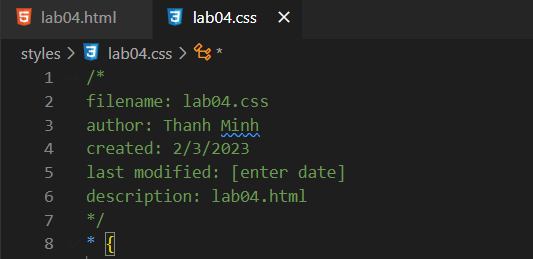 lab04.html lab04.css
styles > lab04.css > *
1 /*
2 filename: lab04.css
3 author: Thanh Minh
4 created: 2/3/2023
5 last modified: [enter date]
6 description: lab04.html
7 */
8 * {